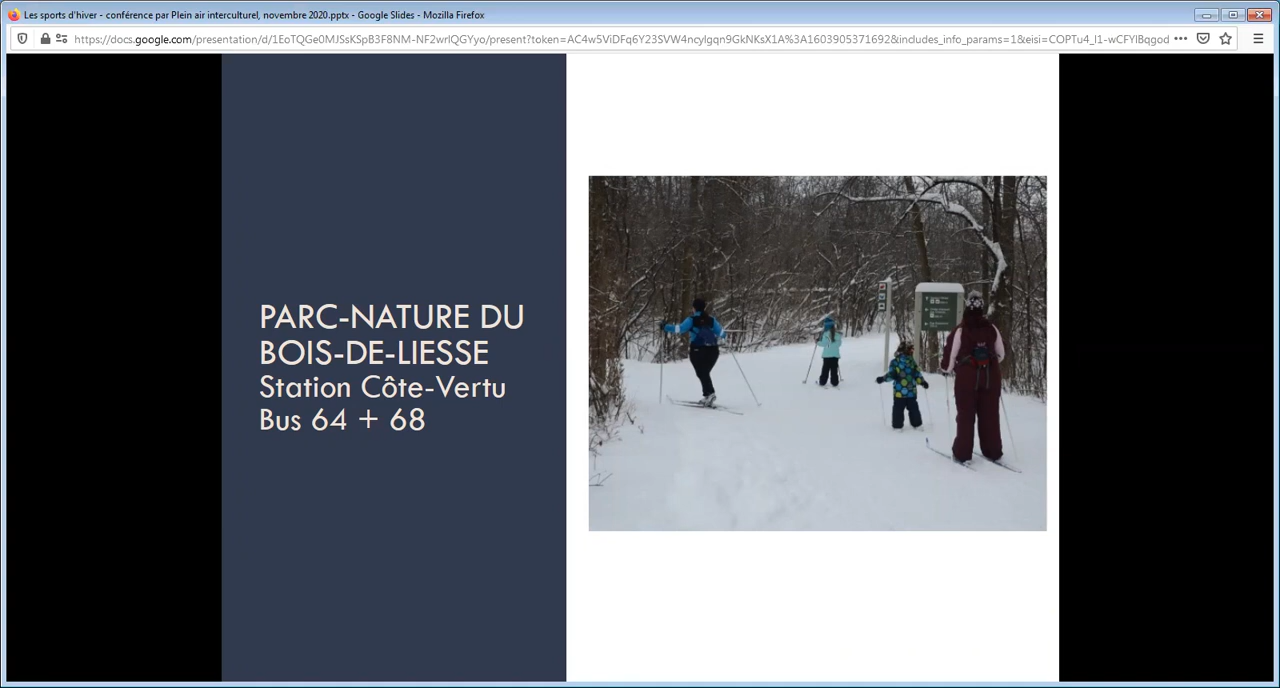 Les sports d'hiver - conférence par Plein air interculturel, novembre 2020.pptx - Google Slides - Mozilla Firefox
https://docs.google.com/presentation/d/1EoTQGe0MJSsKSpB3F8NM-NF2wrlQGYyo/present?token=AC4w5ViDFq6Y23SVW4ncylgqn9GkNKsX1A%3A1603905371692&includes_info_params=1&eisi=COPTu4_l1-wCFYlBqgod
PARC-NATURE DU
BOIS-DE-LIESSE
Station Côte-Vertu
Bus 64 + 68